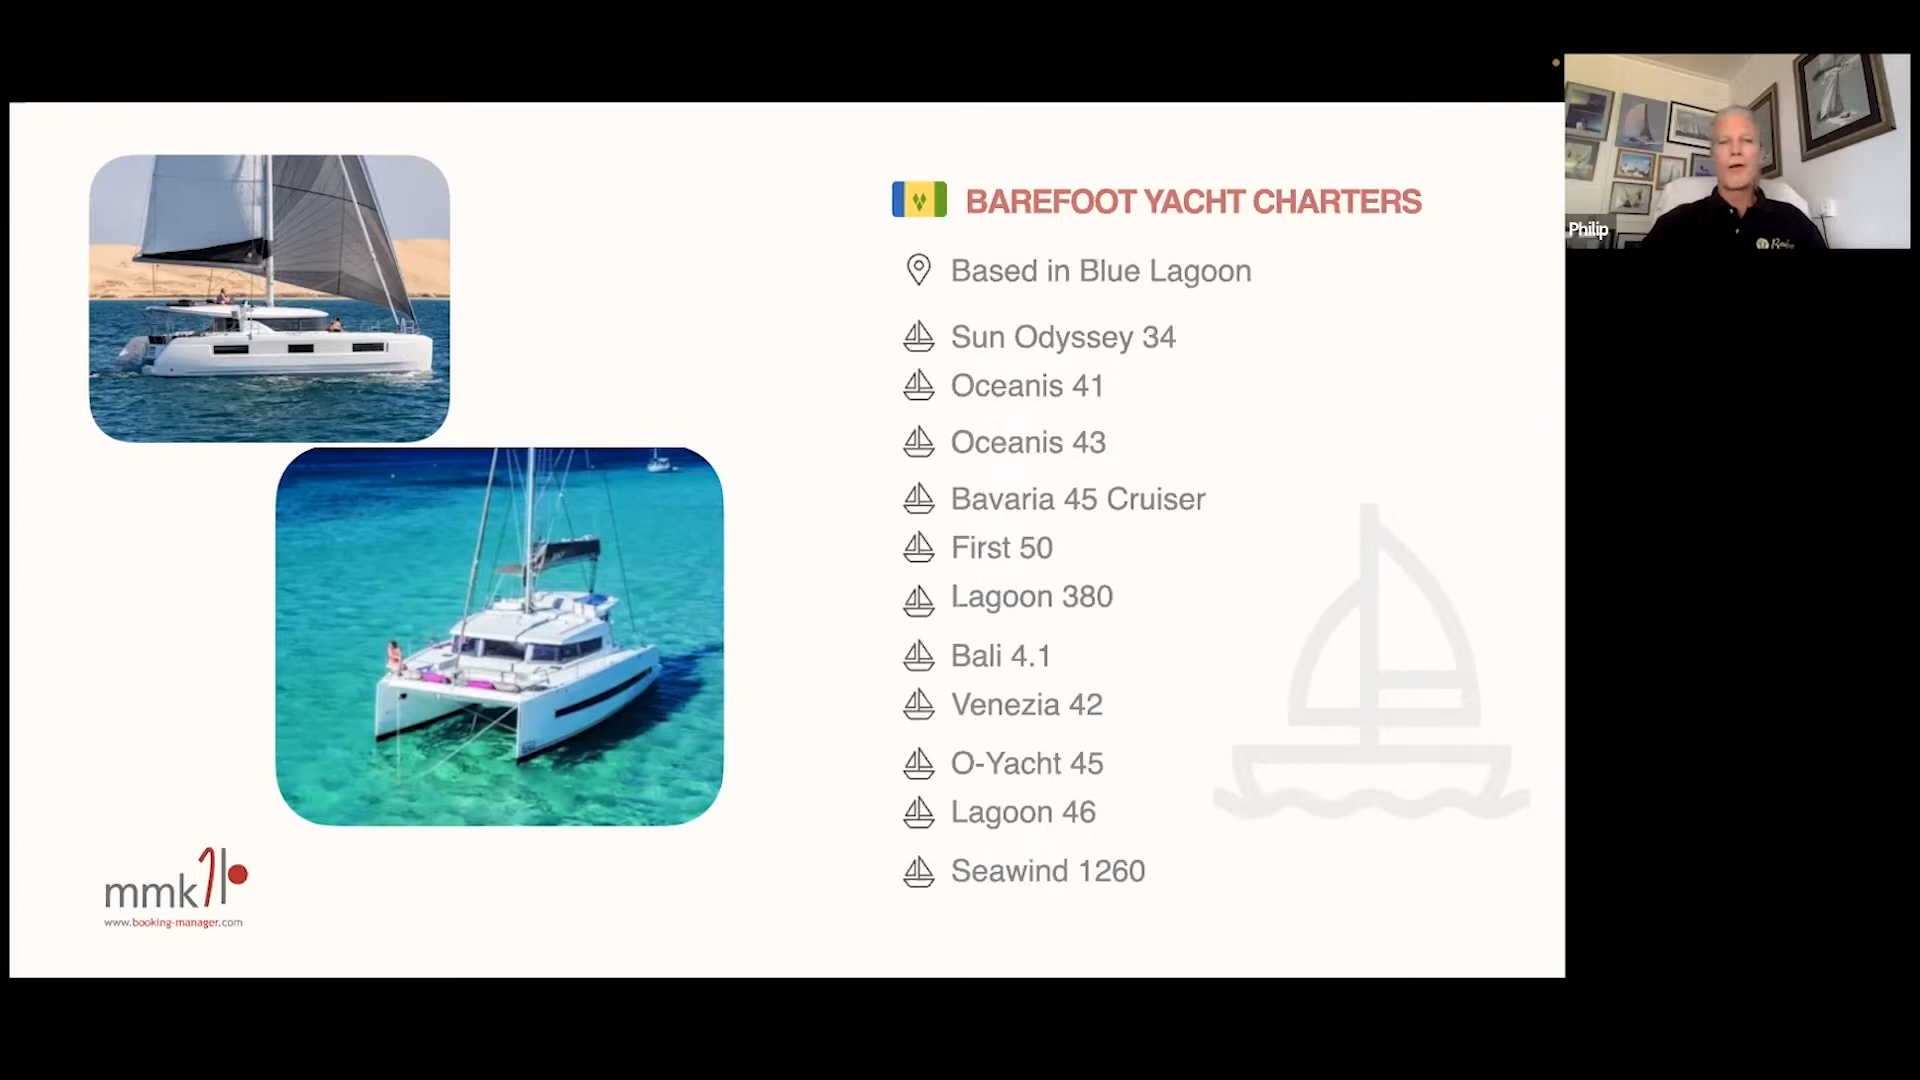 BAREFOOT YACHT CHARTERS
Based in Blue Lagoon
Sun Odyssey 34
Oceanis 41
Oceanis 43
Bavaria 45 Cruiser
First 50
Lagoon 380
Bali 4.1
Venezia 42
O-Yacht 45
Lagoon 46
Seawind 1260
mmk
www.booking-manager.com
Philip